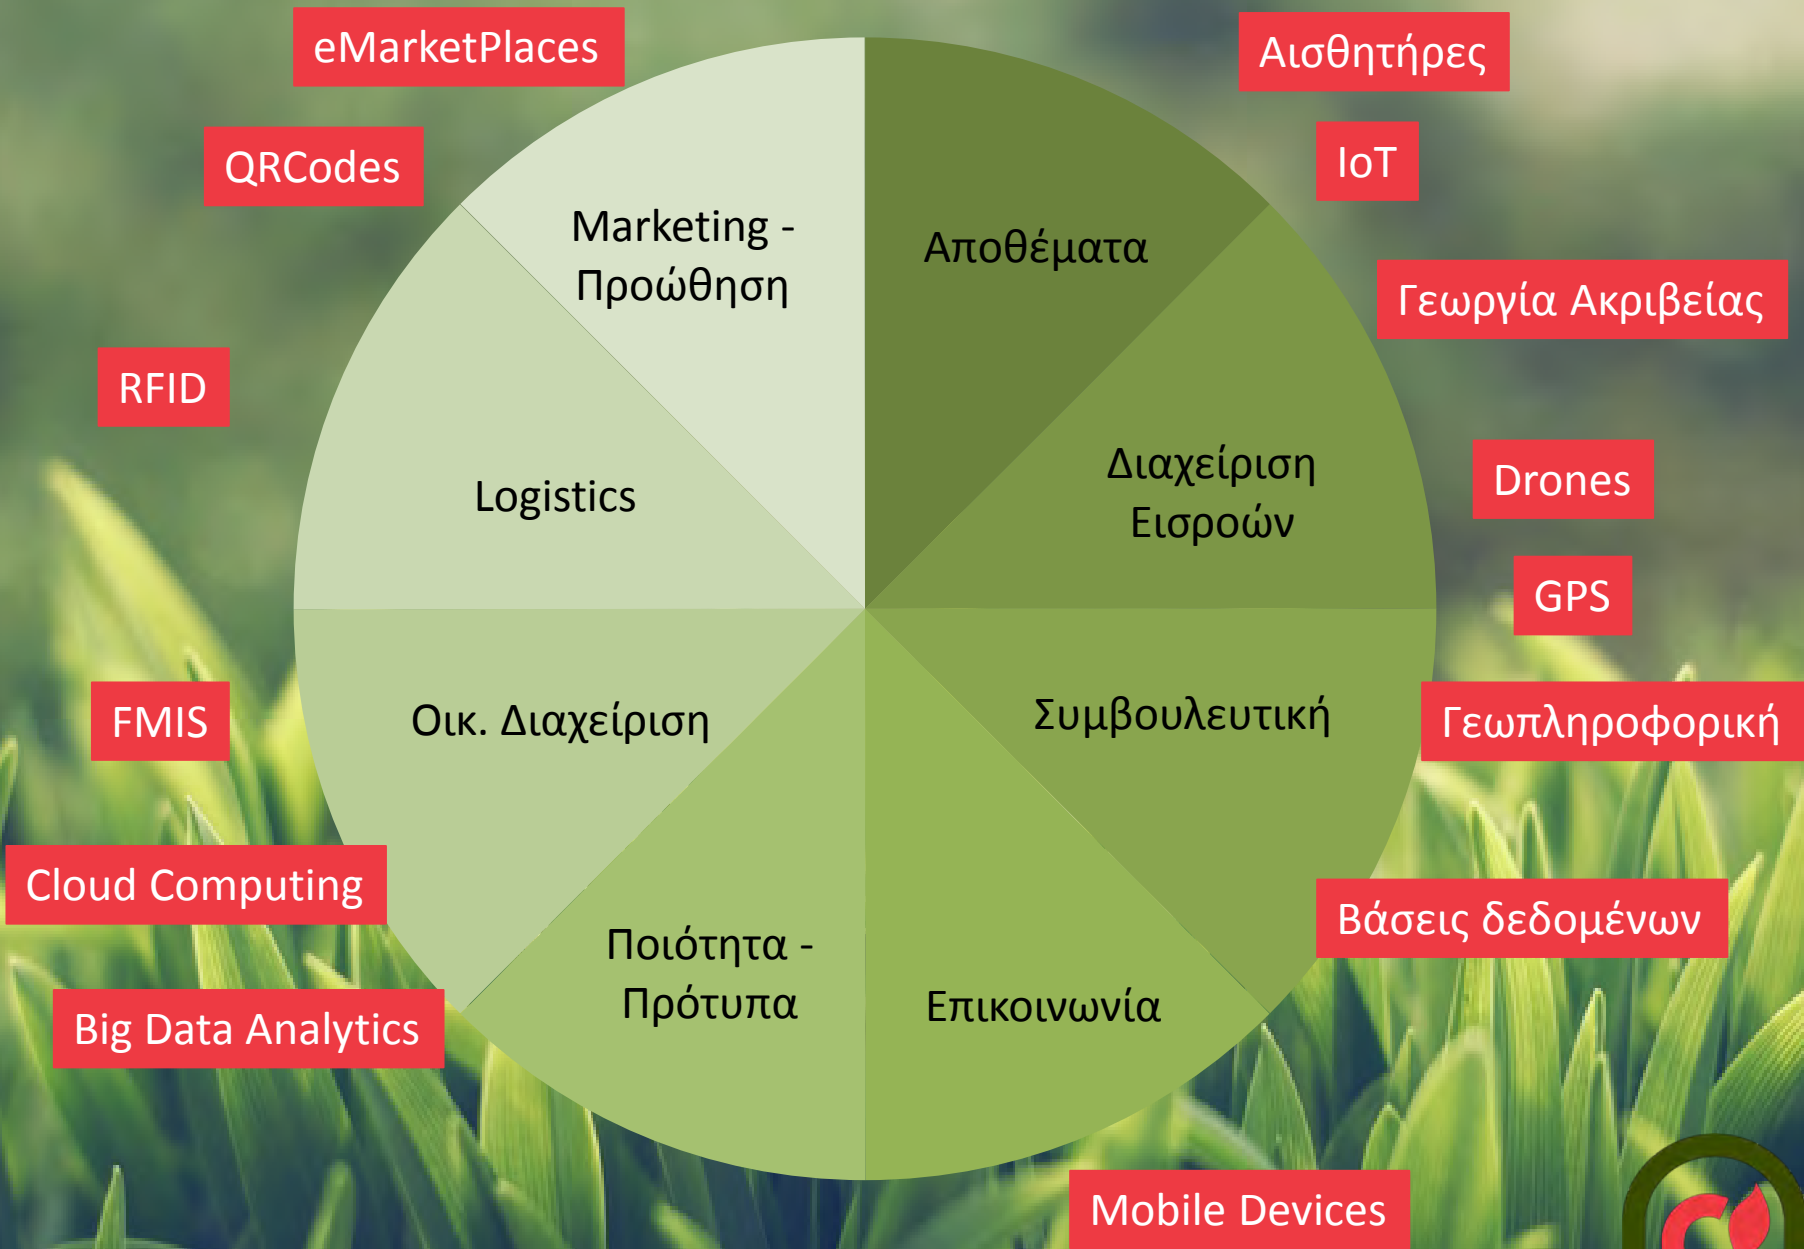 eMarketPlaces
Αισθητήρες
QRCodes
IoT
Marketing -
Προώθηση
Αποθέματα
Γεωργία Ακριβείας
RFID
Διαχείριση
Εισροών
Drones
Logistics
GPS
FMIS
Οικ. Διαχείριση
Συμβουλευτική
Γεωπληροφορική
Cloud Computing
Βάσεις δεδομένων
Ποιότητα -
Πρότυπα
Επικοινωνία
Big Data Analytics
Mobile Devices